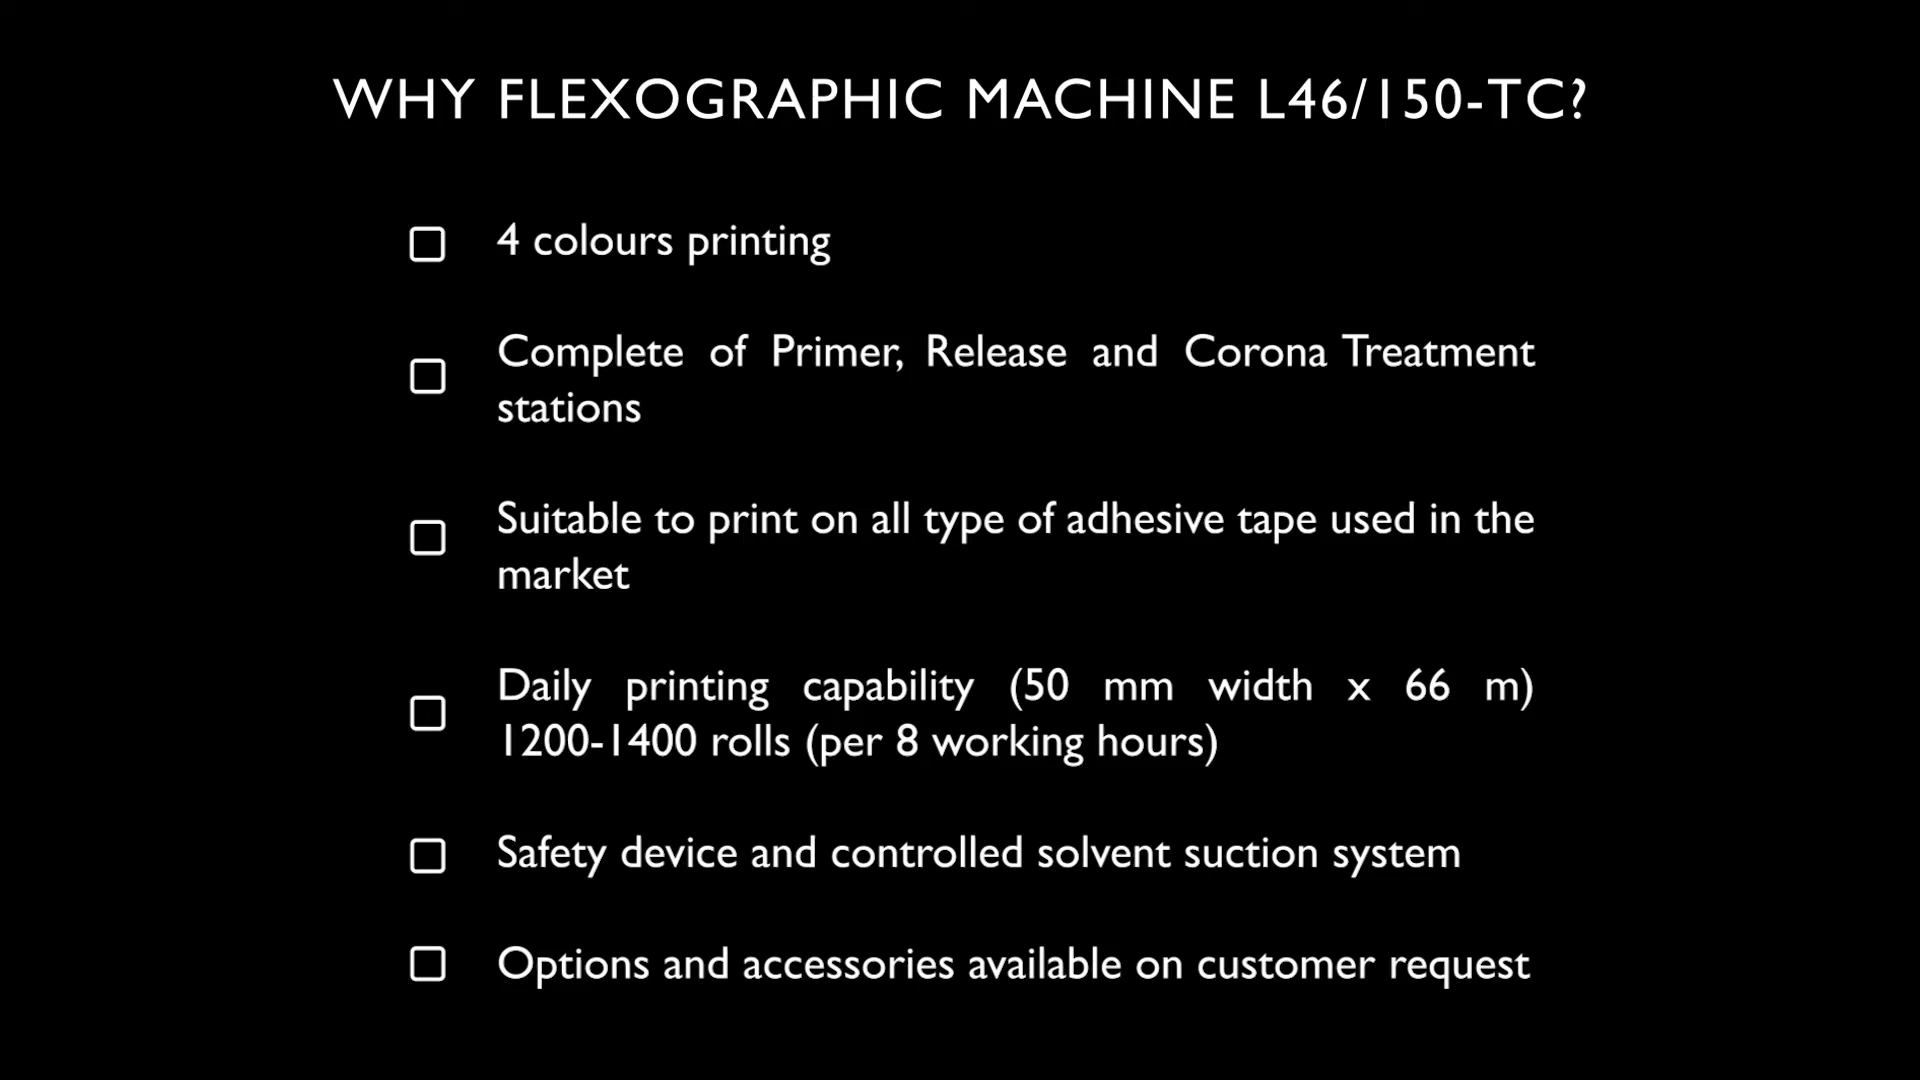 WHY FLEXOGRAPHIC MACHINE L46/150-TC?
4 colours printing
Complete of Primer, Release and Corona Treatment
stations
Suitable to print on all type of adhesive tape used in the
market
Daily printing capability (50 mm width x 66 m)
1200-1400 rolls (per 8 working hours)
Safety device and controlled solvent suction system
Options and accessories available on customer request